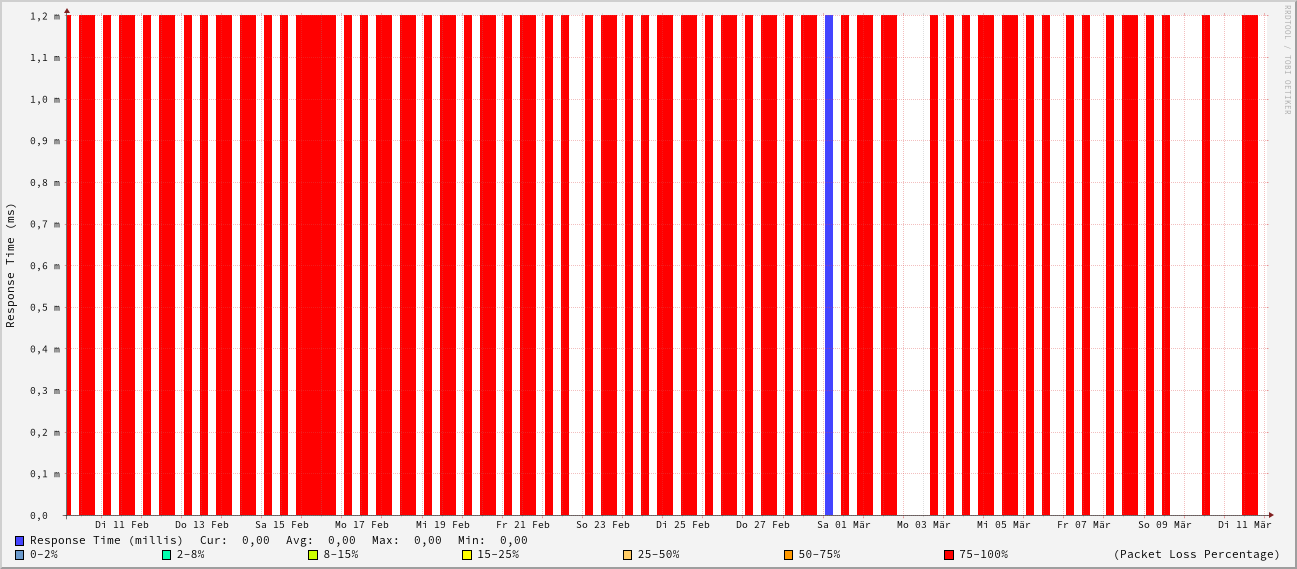 RRDTOOL / TOBI OETIKER
Response Time (ms)
1,2 m
1,1 m
1,0 m
0,9 m
0,8 m
0,7 m
0,6 m
0,5 m
0,4 m
0,3 m
0,2 m
0,1 m
0,0
Di 11 Feb Do 13 Feb Sa 15 Feb Mo 17 Feb Mi 19 Feb Fr 21 Feb So 23 Feb Di 25 Feb Do 27 Feb Sa 01 Mär Mo 03 Mär Mi 05 Mär Fr 07 Mär So 09 Mär Di 11 Mär
Response Time (millis) Cur: 0,00 Avg: 0,00 Max: 0,00 Min: 0,00
0-2% 2-8% 8-15% 15-25% 25-50% 50-75% 75-100% (Packet Loss Percentage)